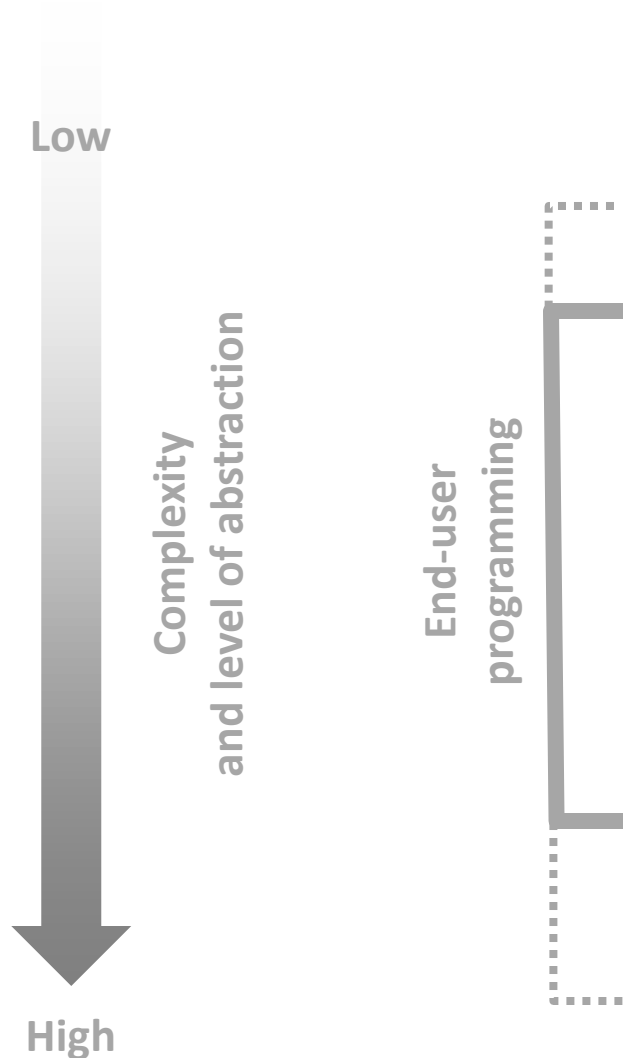 Low
Complexity
and level of abstraction
End-user
programming
High